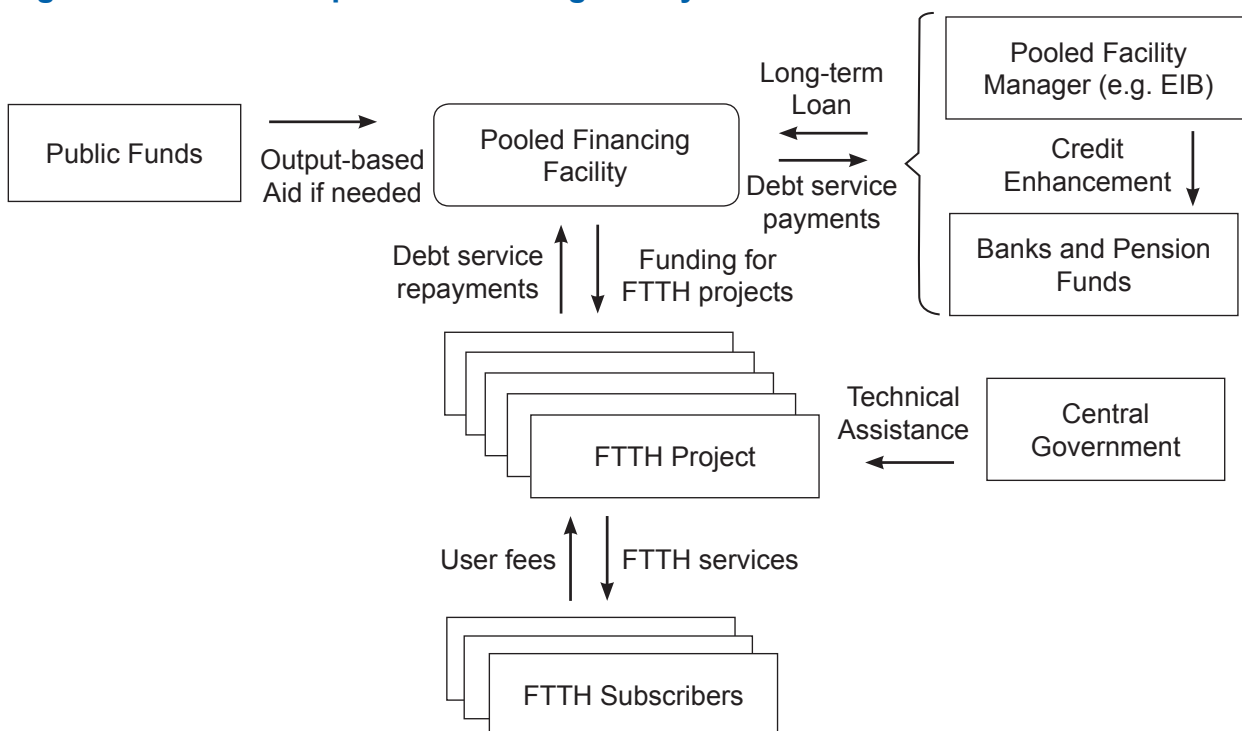 Pooled Facility
Manager (e.g. EIB)
Long-term
Loan
Public Funds
Output-based
Aid if needed
Pooled Financing
Facility
Debt service
payments
Credit
Enhancement
Banks and Pension
Funds
Debt service
repayments
Funding for
FTTH projects
Technical
Assistance
Central
Government
FTTH Project
User fees
FTTH services
FTTH Subscribers